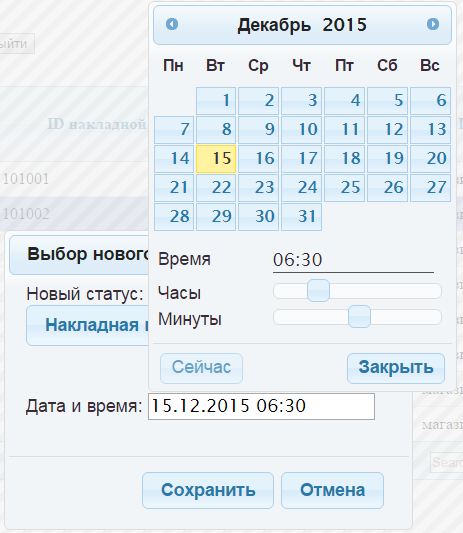 ыйти
Декабрь 2015
Пн Вт Ср Чт Пт Сб Вс
1 2 3 4 5 6
7 8 9 10 11 12 13
14 15 16 17 18 19 20
21 22 23 24 25 26 27
28 29 30 31
ID накладной
101001
101002
Время 06:30
Часы
Минуты
Сейчас Закрыть
Выбор нового
Новый статус:
Накладная
Дата и время: 15.12.2015 06:30
Сохранить Отмена
магази
Searc